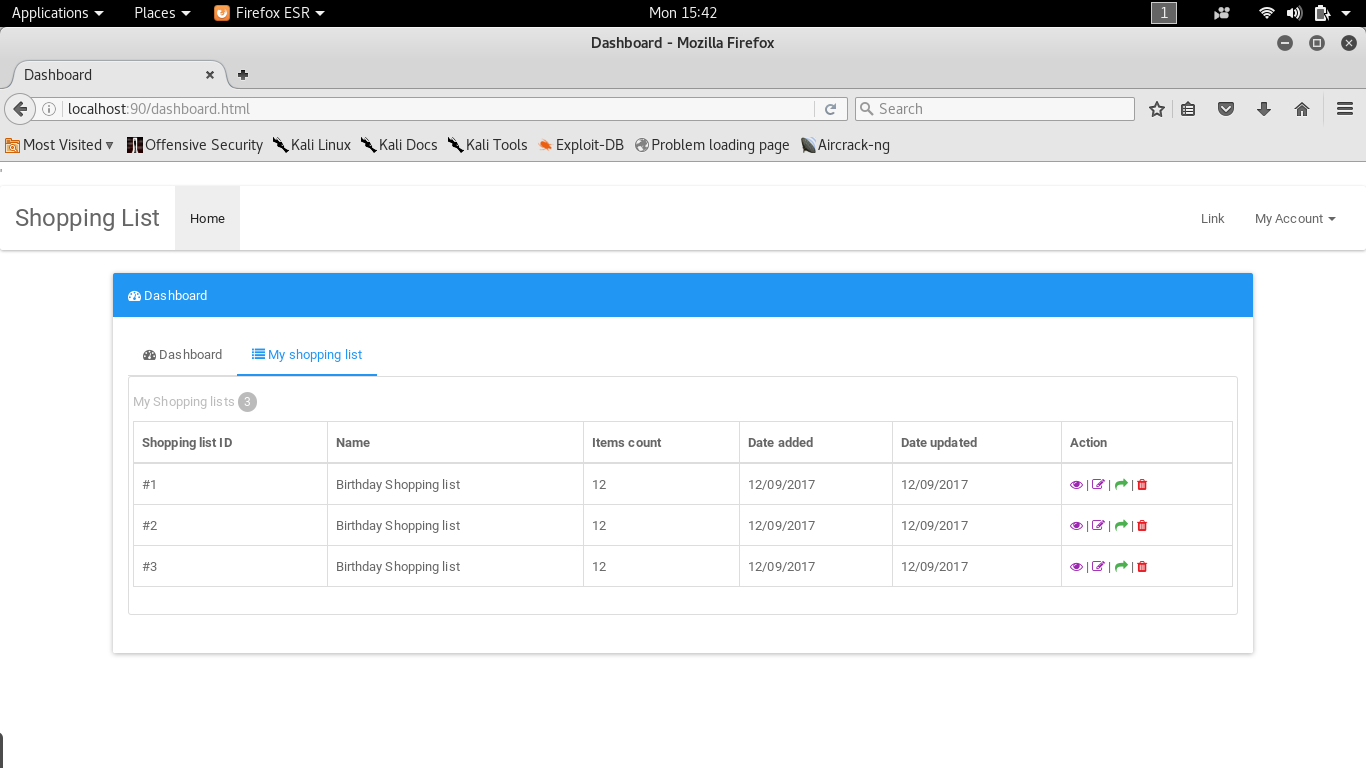 Applications Places Firefox ESR Mon 15:42 1
Dashboard - Mozilla Firefox
Dashboard
localhost:90/dashboard.html Search
Most Visited Offensive Security Kali Linux Kali Docs Kali Tools Exploit-DB Problem loading page Aircrack-ng
Shopping List Home Link My Account
Dashboard
Dashboard My shopping list
My Shopping lists 3
Shopping list ID Name Items count Date added Date updated Action
#1 Birthday Shopping list 12 12/09/2017 12/09/2017 | | |
#2 Birthday Shopping list 12 12/09/2017 12/09/2017 | | |
#3 Birthday Shopping list 12 12/09/2017 12/09/2017 | | |